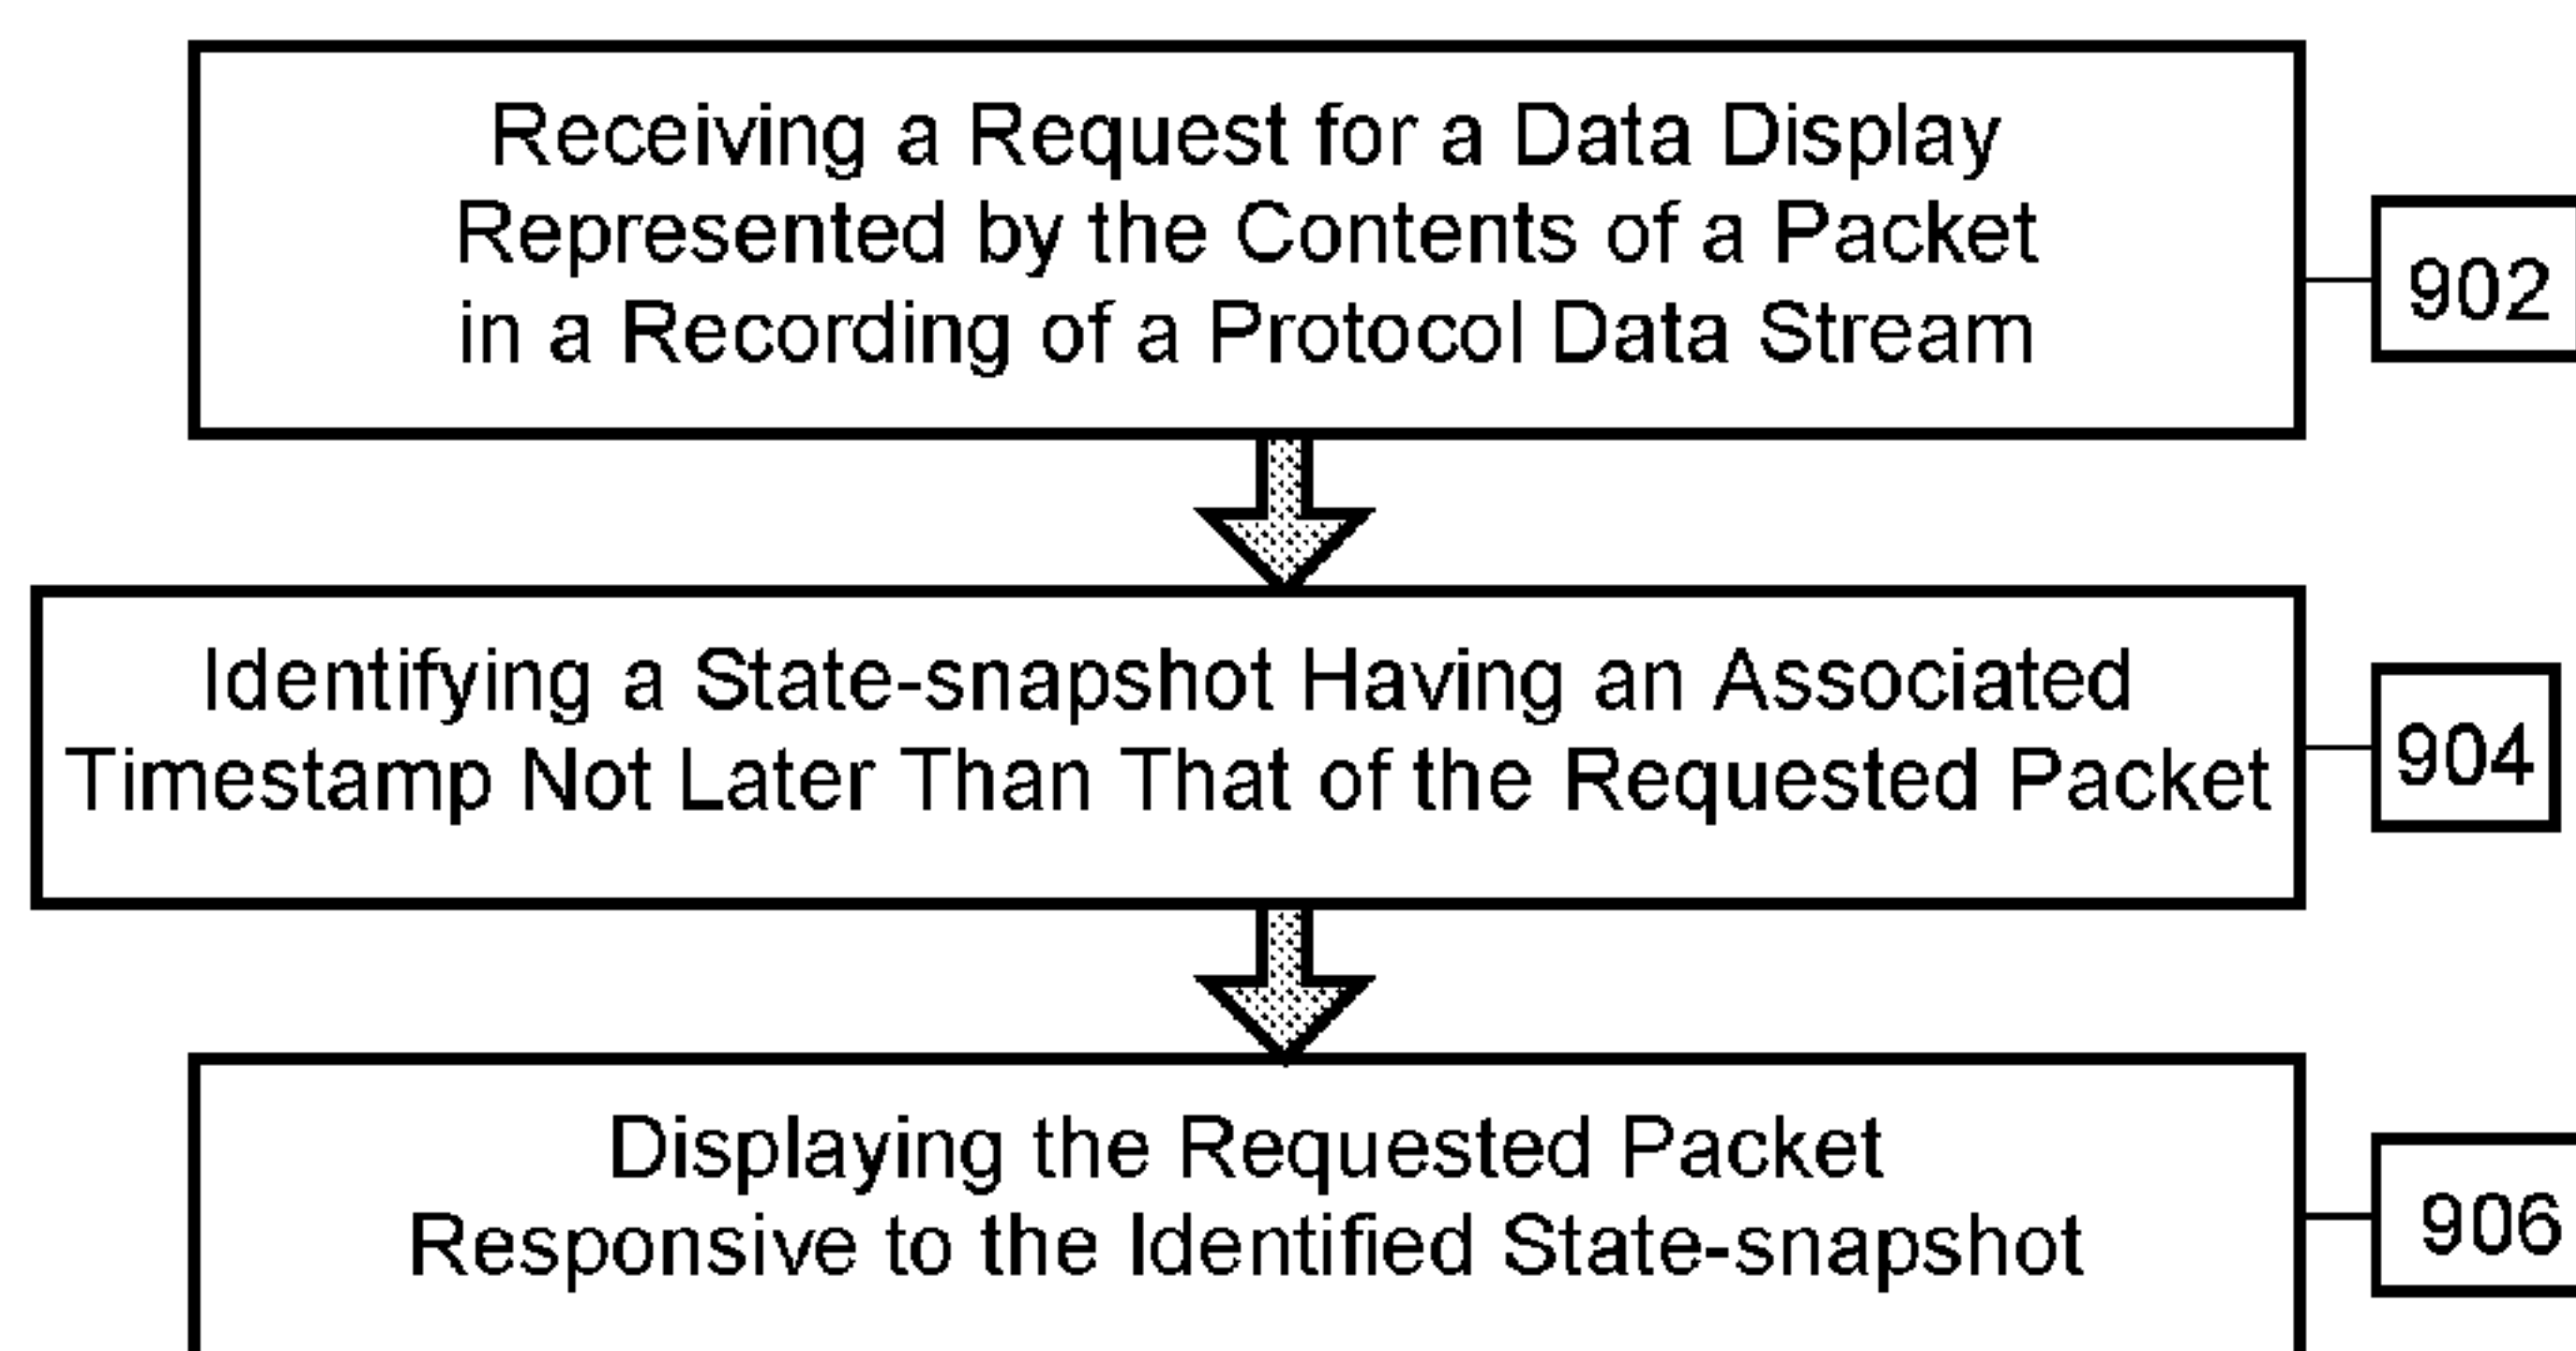 Receiving a Request for a Data Display
Represented by the Contents of a Packet
in a Recording of a Protocol Data Stream
902
Identifying a State-snapshot Having an Associated
Timestamp Not Later Than That of the Requested Packet
904
Displaying the Requested Packet
Responsive to the Identified State-snapshot
906